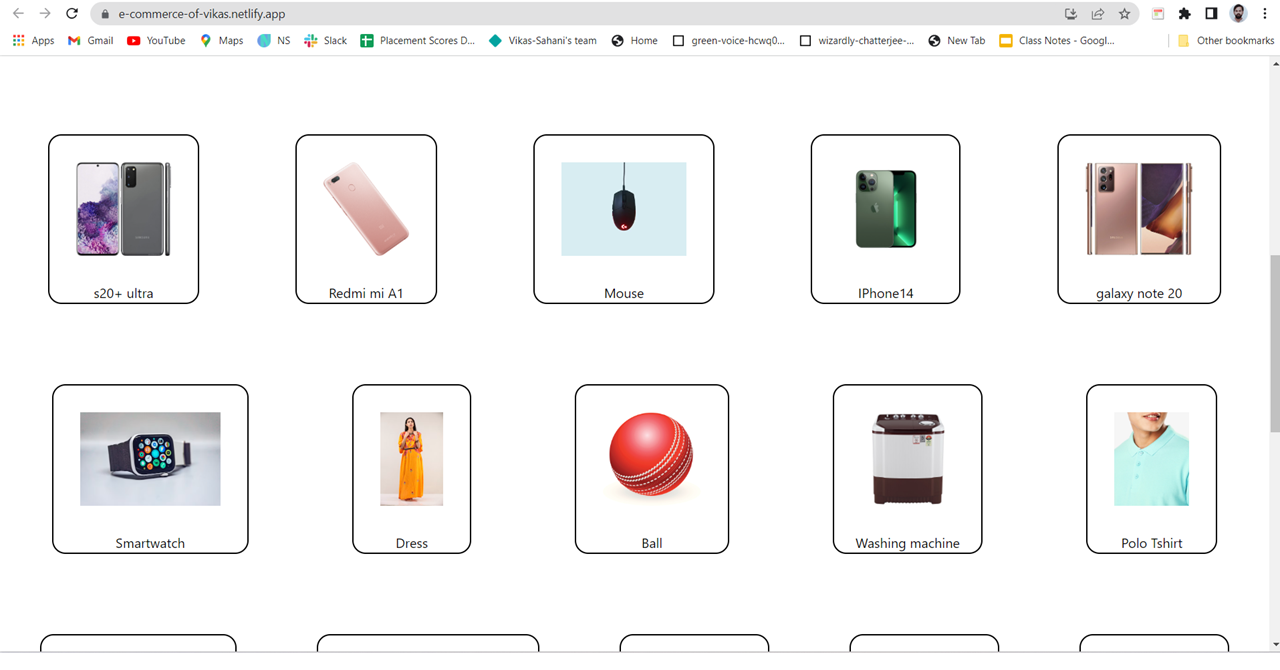 e-commerce-of-vikas.netlify.app
Apps Gmail YouTube Maps NS Slack Placement Scores D... Vikas-Sahani's team Home green-voice-hcwq0... wizardly-chatterjee-... New Tab Class Notes - Googl... Other bookmarks
s20+ ultra Redmi mi A1 Mouse IPhone14 galaxy note 20
Smartwatch Dress Ball Washing machine Polo Tshirt